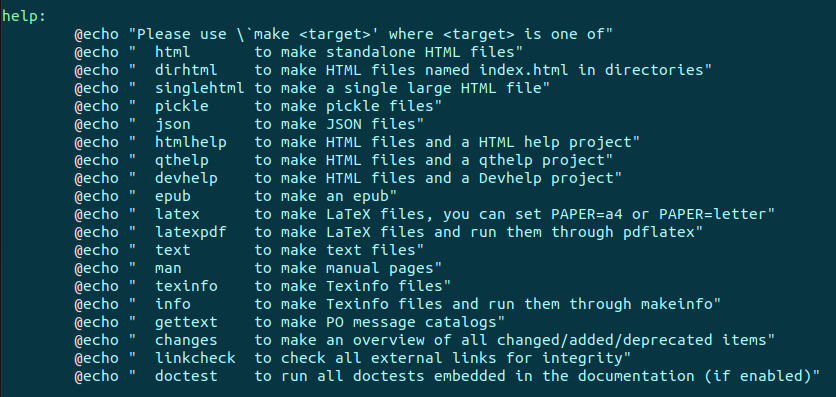 help:
        @echo "Please use \`make <target>' where <target> is one of"
        @echo "  html       to make standalone HTML files"
        @echo "  dirhtml    to make HTML files named index.html in directories"
        @echo "  singlehtml to make a single large HTML file"
        @echo "  pickle     to make pickle files"
        @echo "  json       to make JSON files"
        @echo "  htmlhelp   to make HTML files and a HTML help project"
        @echo "  qthelp     to make HTML files and a qthelp project"
        @echo "  devhelp    to make HTML files and a Devhelp project"
        @echo "  epub       to make an epub"
        @echo "  latex      to make LaTeX files, you can set PAPER=a4 or PAPER=letter"
        @echo "  latexpdf   to make LaTeX files and run them through pdflatex"
        @echo "  text       to make text files"
        @echo "  man        to make manual pages"
        @echo "  texinfo    to make Texinfo files"
        @echo "  info       to make Texinfo files and run them through makeinfo"
        @echo "  gettext    to make PO message catalogs"
        @echo "  changes    to make an overview of all changed/added/deprecated items"
        @echo "  linkcheck  to check all external links for integrity"
        @echo "  doctest    to run all doctests embedded in the documentation (if enabled)"